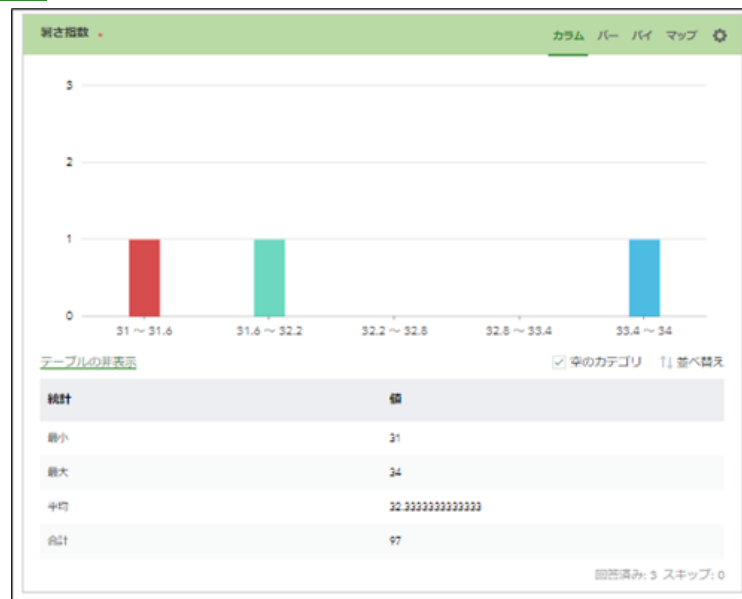 暑さ指数
カラム バー パイ マップ
3
2
1
0
31 ～ 31.6 31.6 ～ 32.2 32.2 ～ 32.8 32.8 ～ 33.4 33.4 ～ 34
テーブルの非表示 空のカテゴリ ↑↓ 並べ替え
統計 値
最小 31
最大 34
平均 32.3333333333333
合計 97
回答済み: 3 スキップ: 0